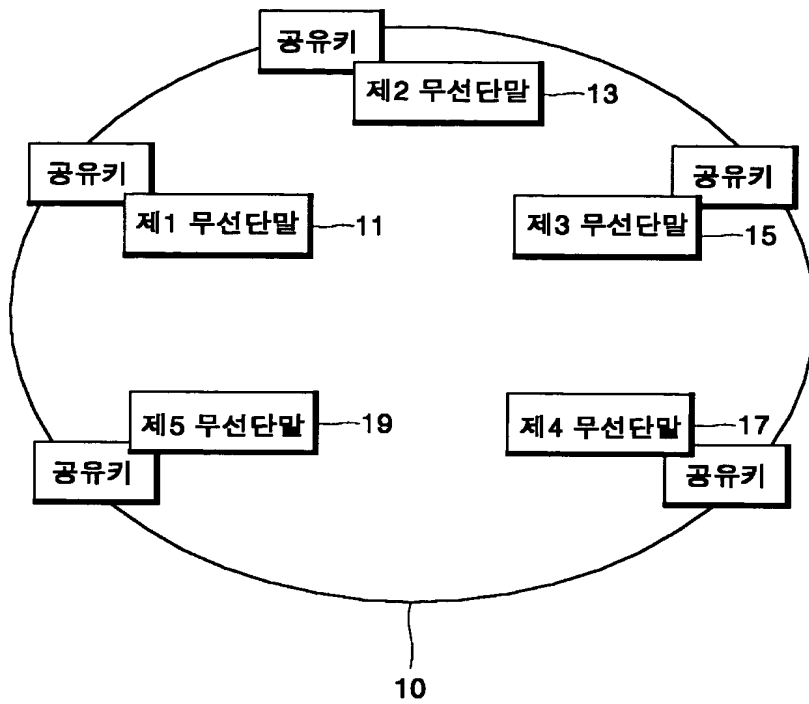 공유키
제2 무선단말
13
공유키
제1 무선단말
11
공유키
제3 무선단말
15
제5 무선단말
19
공유키
제4 무선단말
17
공유키
10